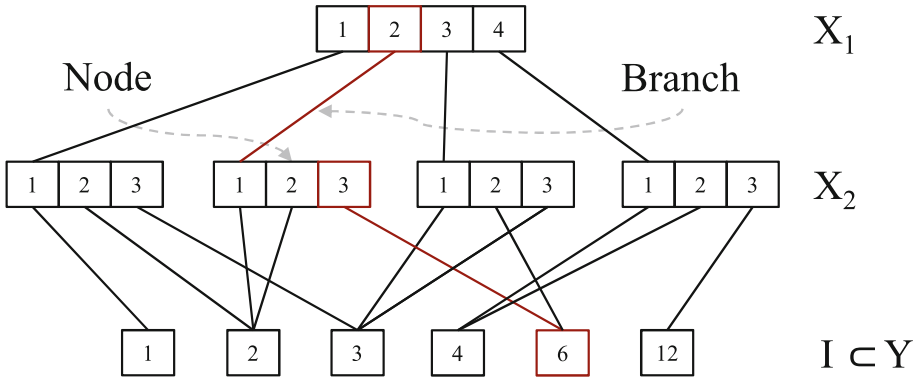 1 2 3 4 X₁
Node Branch
1 2 3 1 2 3 1 2 3 1 2 3 X₂
1 2 3 4 6 12 I ⊂ Y